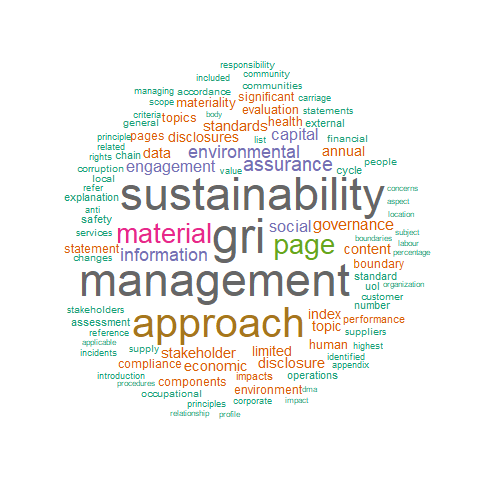 responsibility
included community
managing accordance communities
scope materiality significant carriage
criteria body evaluation statements
general topics standards health external
principle pages disclosures list capital financial
related chain data environmental annual
rights engagement value assurance cycle people
corruption
local
refer sustainability concerns
explanation aspect
anti location
safety material gri social governance
services page boundaries subject
statement information content labour
changes percentage
boundary
management standard
uol organization
customer
stakeholders approach index number
assessment topic performance
reference suppliers
applicable supply stakeholder limited human highest
incidents identified
compliance economic disclosure appendix
introduction components impacts operations
procedures environment dma
occupational principles corporate impact
relationship profile